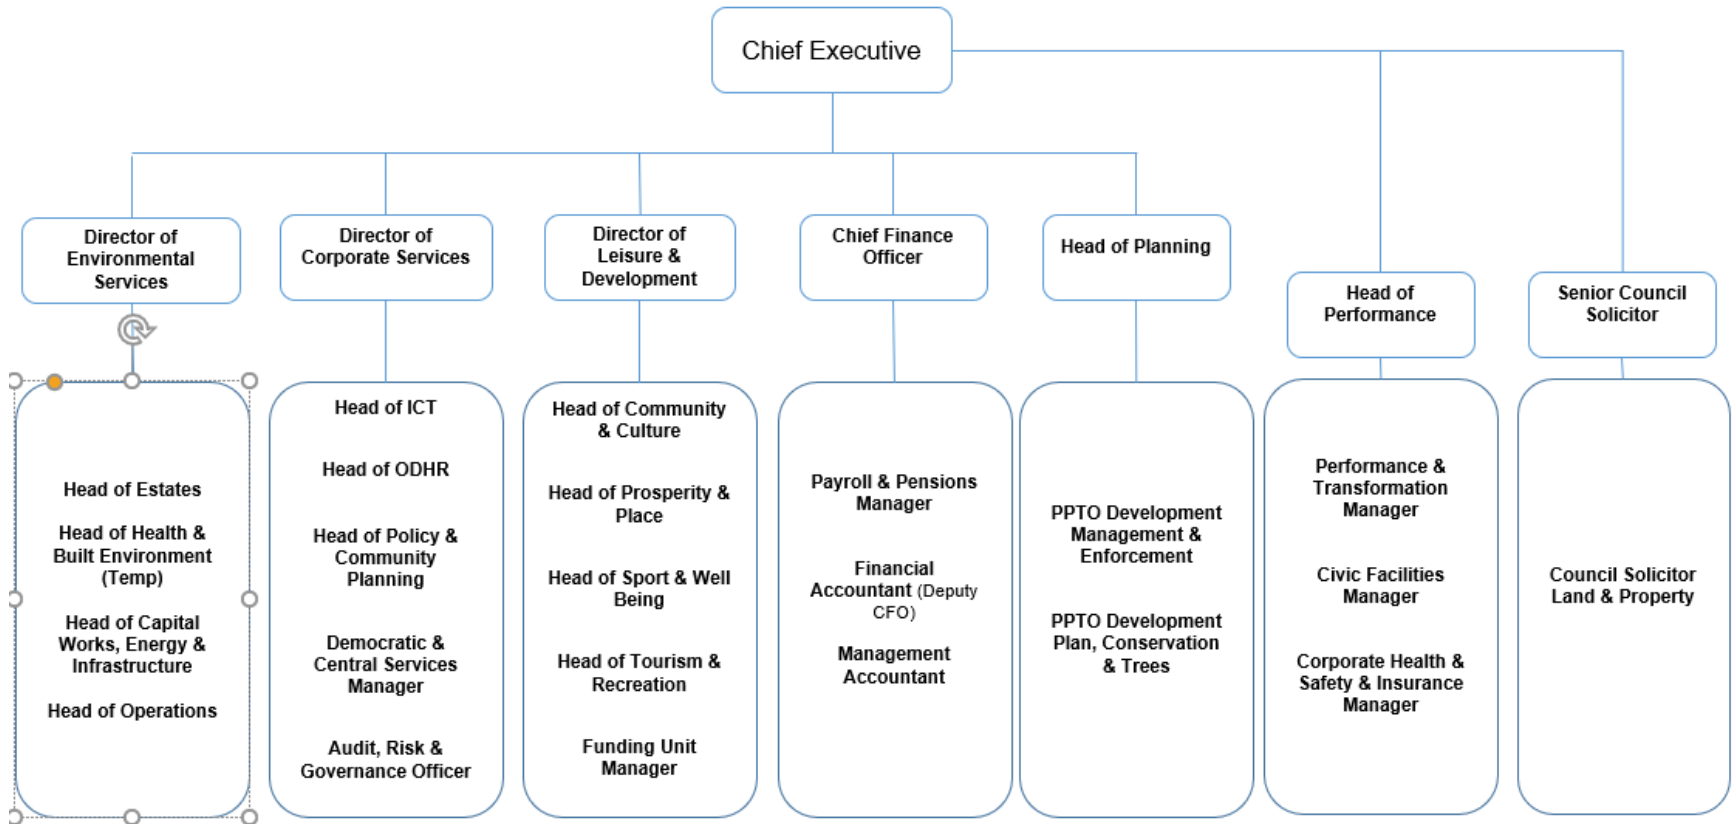 Chief Executive
Director of
Environmental
Services
Director of
Corporate Services
Director of
Leisure &
Development
Chief Finance
Officer
Head of Planning
Head of
Performance
Senior Council
Solicitor
Head of Estates
Head of Health &
Built Environment
(Temp)
Head of Capital
Works, Energy &
Infrastructure
Head of Operations
Head of ICT
Head of ODHR
Head of Policy &
Community
Planning
Democratic &
Central Services
Manager
Audit, Risk &
Governance Officer
Head of Community
& Culture
Head of Prosperity &
Place
Head of Sport & Well
Being
Head of Tourism &
Recreation
Funding Unit
Manager
Payroll & Pensions
Manager
Financial
Accountant (Deputy
CFO)
Management
Accountant
PPTO Development
Management &
Enforcement
PPTO Development
Plan, Conservation
& Trees
Performance &
Transformation
Manager
Civic Facilities
Manager
Corporate Health &
Safety & Insurance
Manager
Council Solicitor
Land & Property